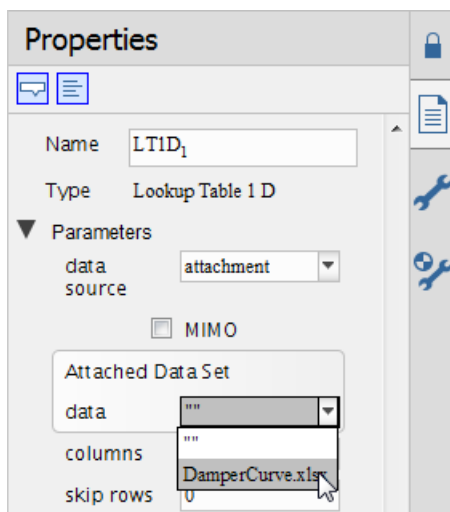 Properties
Name LT1D1
Type Lookup Table 1 D
Parameters
data source attachment
MIMO
Attached Data Set
data ""
""
columns
DamperCurve.xlsx
skip rows 0